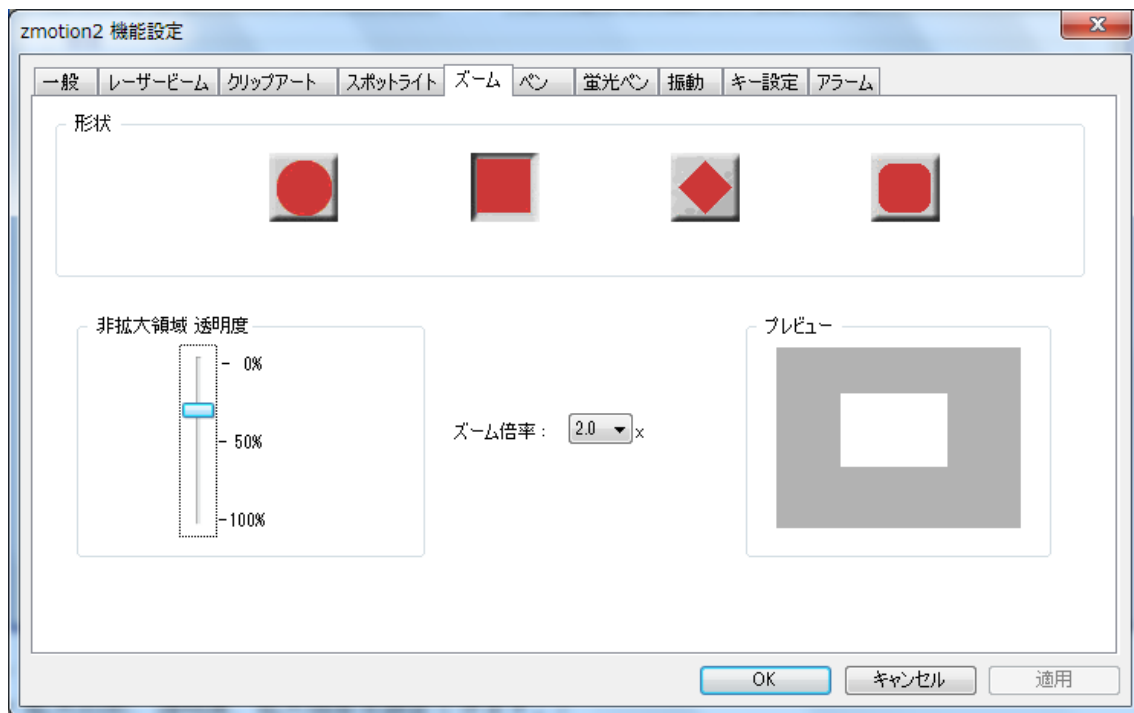 zmotion2 機能設定
一般 レーザービーム クリップアート スポットライト ズーム ペン 蛍光ペン 振動 キー設定 アラーム
形状
非拡大領域 透明度
プレビュー
- 0%
ズーム倍率 : 2.0 x
- 50%
-100%
OK キャンセル 適用